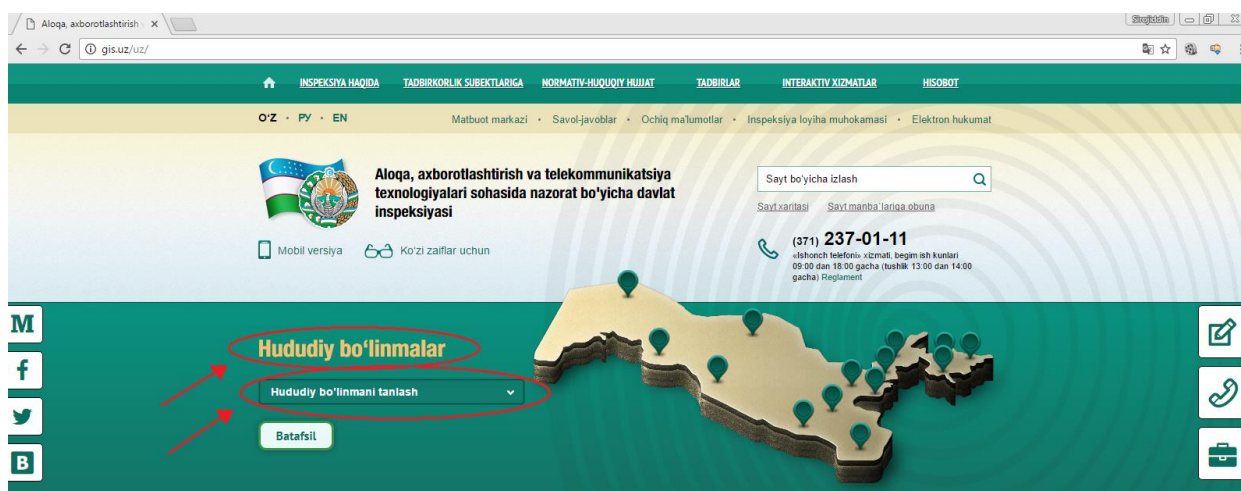 Aloqa, axborotlashtirish
Sirojiddin
gis.uz/uz/
INSPEKSIYA HAQIDA TADBIRKORLIK SUBEKTLARIGA NORMATIV-HUQUQIY HUJJAT TADBIRLAR INTERAKTIV XIZMATLAR HISOBOT
O'Z · РУ · EN Matbuot markazi · Savol-javoblar · Ochiq ma'lumotlar · Inspeksiya loyiha muhokamasi · Elektron hukumat
Aloqa, axborotlashtirish va telekommunikatsiya
texnologiyalari sohasida nazorat bo'yicha davlat
inspeksiyasi
Mobil versiya Ko'zi zaiflar uchun
Sayt bo'yicha izlash
Sayt xaritasi Sayt manba`lariga obuna
(371) 237-01-11
«Ishonch telefoni» xizmati, begim ish kunlari
09:00 dan 18:00 gacha (tushlik 13:00 dan 14:00
gacha) Reglament
M
f
B
Hududiy bo‘linmalar
Hududiy bo'linmani tanlash
Batafsil